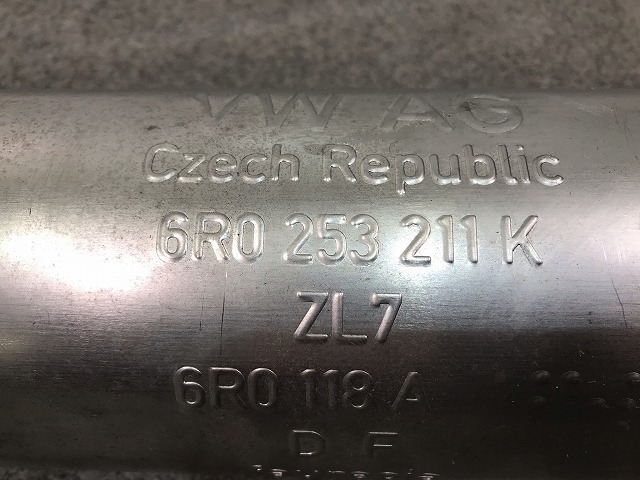 VW AG
Czech Republic
6R0 253 211 K
ZL7
6R0 118 A
D F